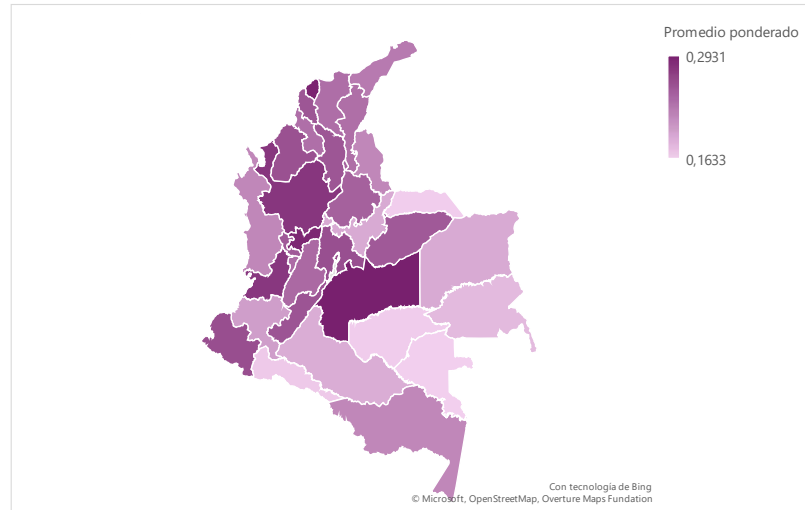 Promedio ponderado
0,2931
0,1633
Con tecnología de Bing
© Microsoft, OpenStreetMap, Overture Maps Fundation